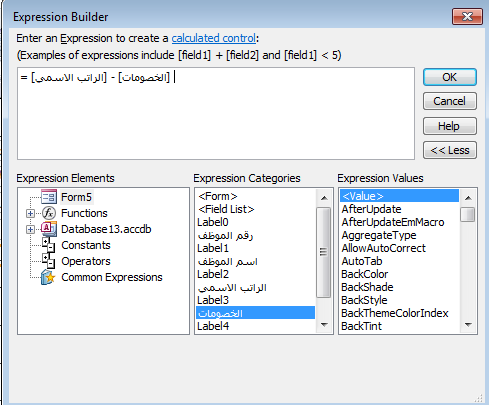 Expression Builder
Enter an Expression to create a calculated control:
(Examples of expressions include [field1] + [field2] and [field1] < 5)
= [الراتب الاسمي] - [الخصومات]
OK
Cancel
Help
<< Less
Expression Elements
Form5
Functions
Database13.accdb
Constants
Operators
Common Expressions
Expression Categories
<Form>
<Field List>
Label0
رقم الموظف
Label1
اسم الموظف
Label2
الراتب الاسمي
Label3
الخصومات
Label4
Expression Values
<Value>
AfterUpdate
AfterUpdateEmMacro
AggregateType
AllowAutoCorrect
AutoTab
BackColor
BackShade
BackStyle
BackThemeColorIndex
BackTint